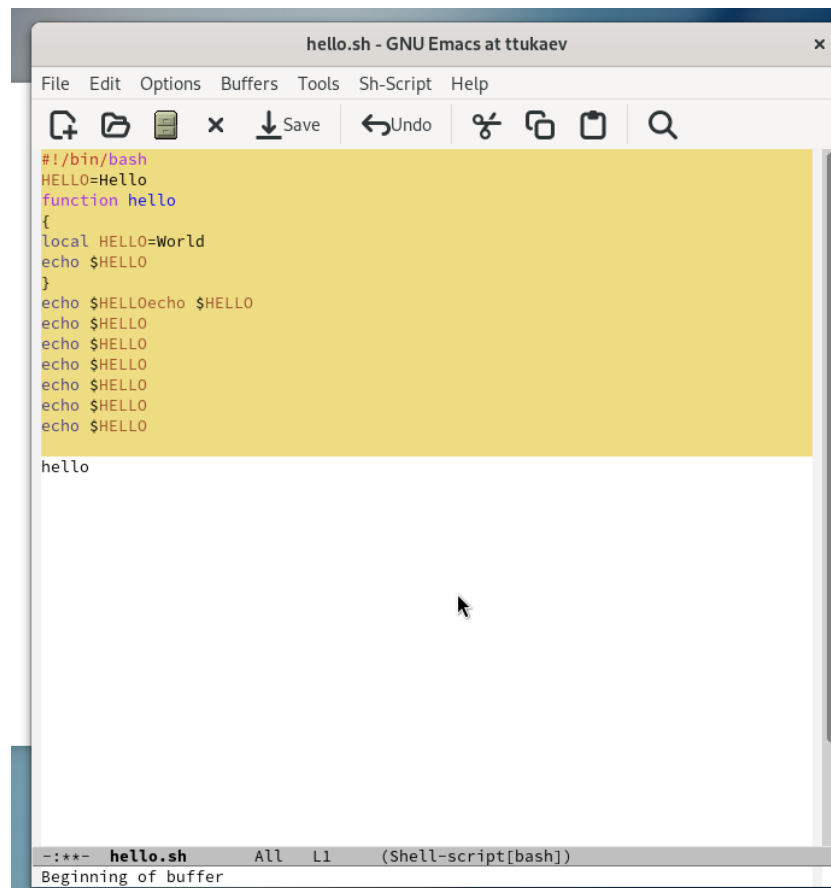 hello.sh - GNU Emacs at ttukaev
File Edit Options Buffers Tools Sh-Script Help
Save Undo
#!/bin/bash
HELLO=Hello
function hello
{
local HELLO=World
echo $HELLO
}
echo $HELLOecho $HELLO
echo $HELLO
echo $HELLO
echo $HELLO
echo $HELLO
echo $HELLO
echo $HELLO
hello
-:**- hello.sh All L1 (Shell-script[bash])
Beginning of buffer